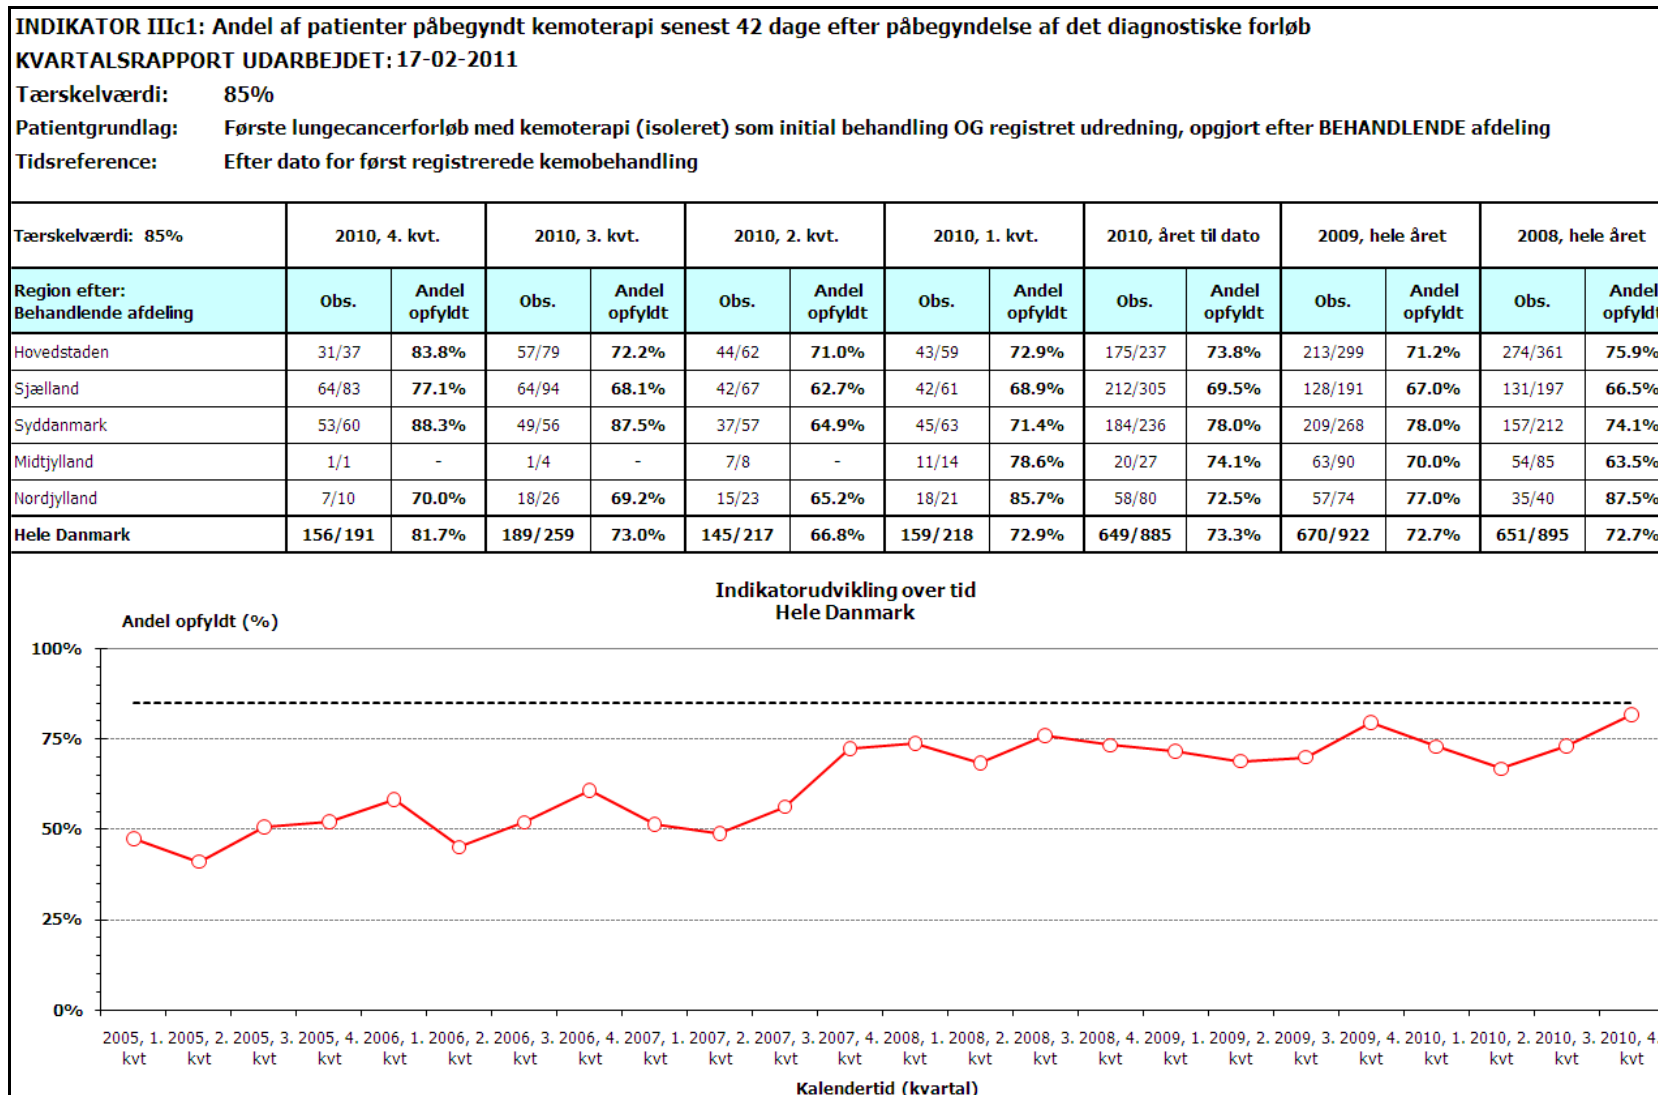 INDIKATOR IIIc1: Andel af patienter påbegyndt kemoterapi senest 42 dage efter påbegyndelse af det diagnostiske forløb
KVARTALSRAPPORT UDARBEJDET: 17-02-2011
Tærskelværdi: 85%
Patientgrundlag: Første lungecancerforløb med kemoterapi (isoleret) som initial behandling OG registret udredning, opgjort efter BEHANDLENDE afdeling
Tidsreference: Efter dato for først registrerede kemobehandling
Tærskelværdi: 85% 2010, 4. kvt. 2010, 3. kvt. 2010, 2. kvt. 2010, 1. kvt. 2010, året til dato 2009, hele året 2008, hele året
Region efter: Behandlende afdeling Obs. Andel opfyldt Obs. Andel opfyldt Obs. Andel opfyldt Obs. Andel opfyldt Obs. Andel opfyldt Obs. Andel opfyldt Obs. Andel opfyldt
Hovedstaden 31/37 83.8% 57/79 72.2% 44/62 71.0% 43/59 72.9% 175/237 73.8% 213/299 71.2% 274/361 75.9%
Sjælland 64/83 77.1% 64/94 68.1% 42/67 62.7% 42/61 68.9% 212/305 69.5% 128/191 67.0% 131/197 66.5%
Syddanmark 53/60 88.3% 49/56 87.5% 37/57 64.9% 45/63 71.4% 184/236 78.0% 209/268 78.0% 157/212 74.1%
Midtjylland 1/1 - 1/4 - 7/8 - 11/14 78.6% 20/27 74.1% 63/90 70.0% 54/85 63.5%
Nordjylland 7/10 70.0% 18/26 69.2% 15/23 65.2% 18/21 85.7% 58/80 72.5% 57/74 77.0% 35/40 87.5%
Hele Danmark 156/191 81.7% 189/259 73.0% 145/217 66.8% 159/218 72.9% 649/885 73.3% 670/922 72.7% 651/895 72.7%
Indikatorudvikling over tid
Hele Danmark
Andel opfyldt (%)
100%
75%
50%
25%
0%
2005, 1. 2005, 2. 2005, 3. 2005, 4. 2006, 1. 2006, 2. 2006, 3. 2006, 4. 2007, 1. 2007, 2. 2007, 3. 2007, 4. 2008, 1. 2008, 2. 2008, 3. 2008, 4. 2009, 1. 2009, 2. 2009, 3. 2009, 4. 2010, 1. 2010, 2. 2010, 3. 2010, 4.
kvt kvt kvt kvt kvt kvt kvt kvt kvt kvt kvt kvt kvt kvt kvt kvt kvt kvt kvt kvt kvt kvt kvt kvt
Kalendertid (kvartal)